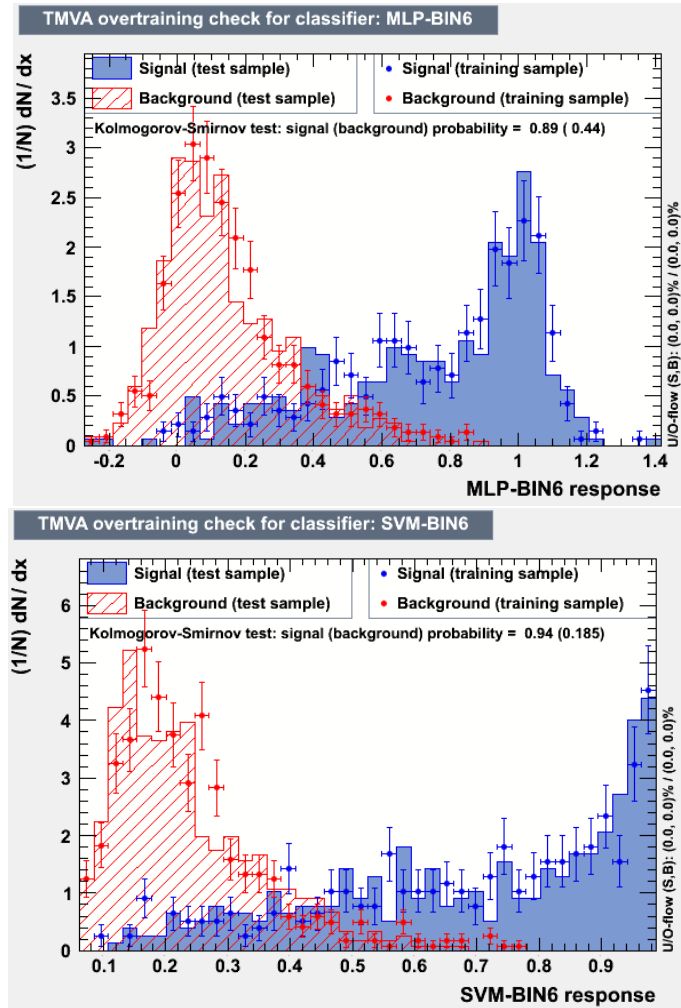 TMVA overtraining check for classifier: MLP-BIN6
Signal (test sample)
Background (test sample)
Signal (training sample)
Background (training sample)
Kolmogorov-Smirnov test: signal (background) probability = 0.89 ( 0.44)
(1/N) dN/ dx
3.5
3
2.5
2
1.5
1
0.5
0
-0.2 0 0.2 0.4 0.6 0.8 1 1.2 1.4
MLP-BIN6 response
U/O-flow (S,B): (0.0, 0.0)% / (0.0, 0.0)%
TMVA overtraining check for classifier: SVM-BIN6
Signal (test sample)
Background (test sample)
Signal (training sample)
Background (training sample)
Kolmogorov-Smirnov test: signal (background) probability = 0.94 (0.185)
(1/N) dN/ dx
6
5
4
3
2
1
0
0.1 0.2 0.3 0.4 0.5 0.6 0.7 0.8 0.9
SVM-BIN6 response
U/O-flow (S,B): (0.0, 0.0)% / (0.0, 0.0)%